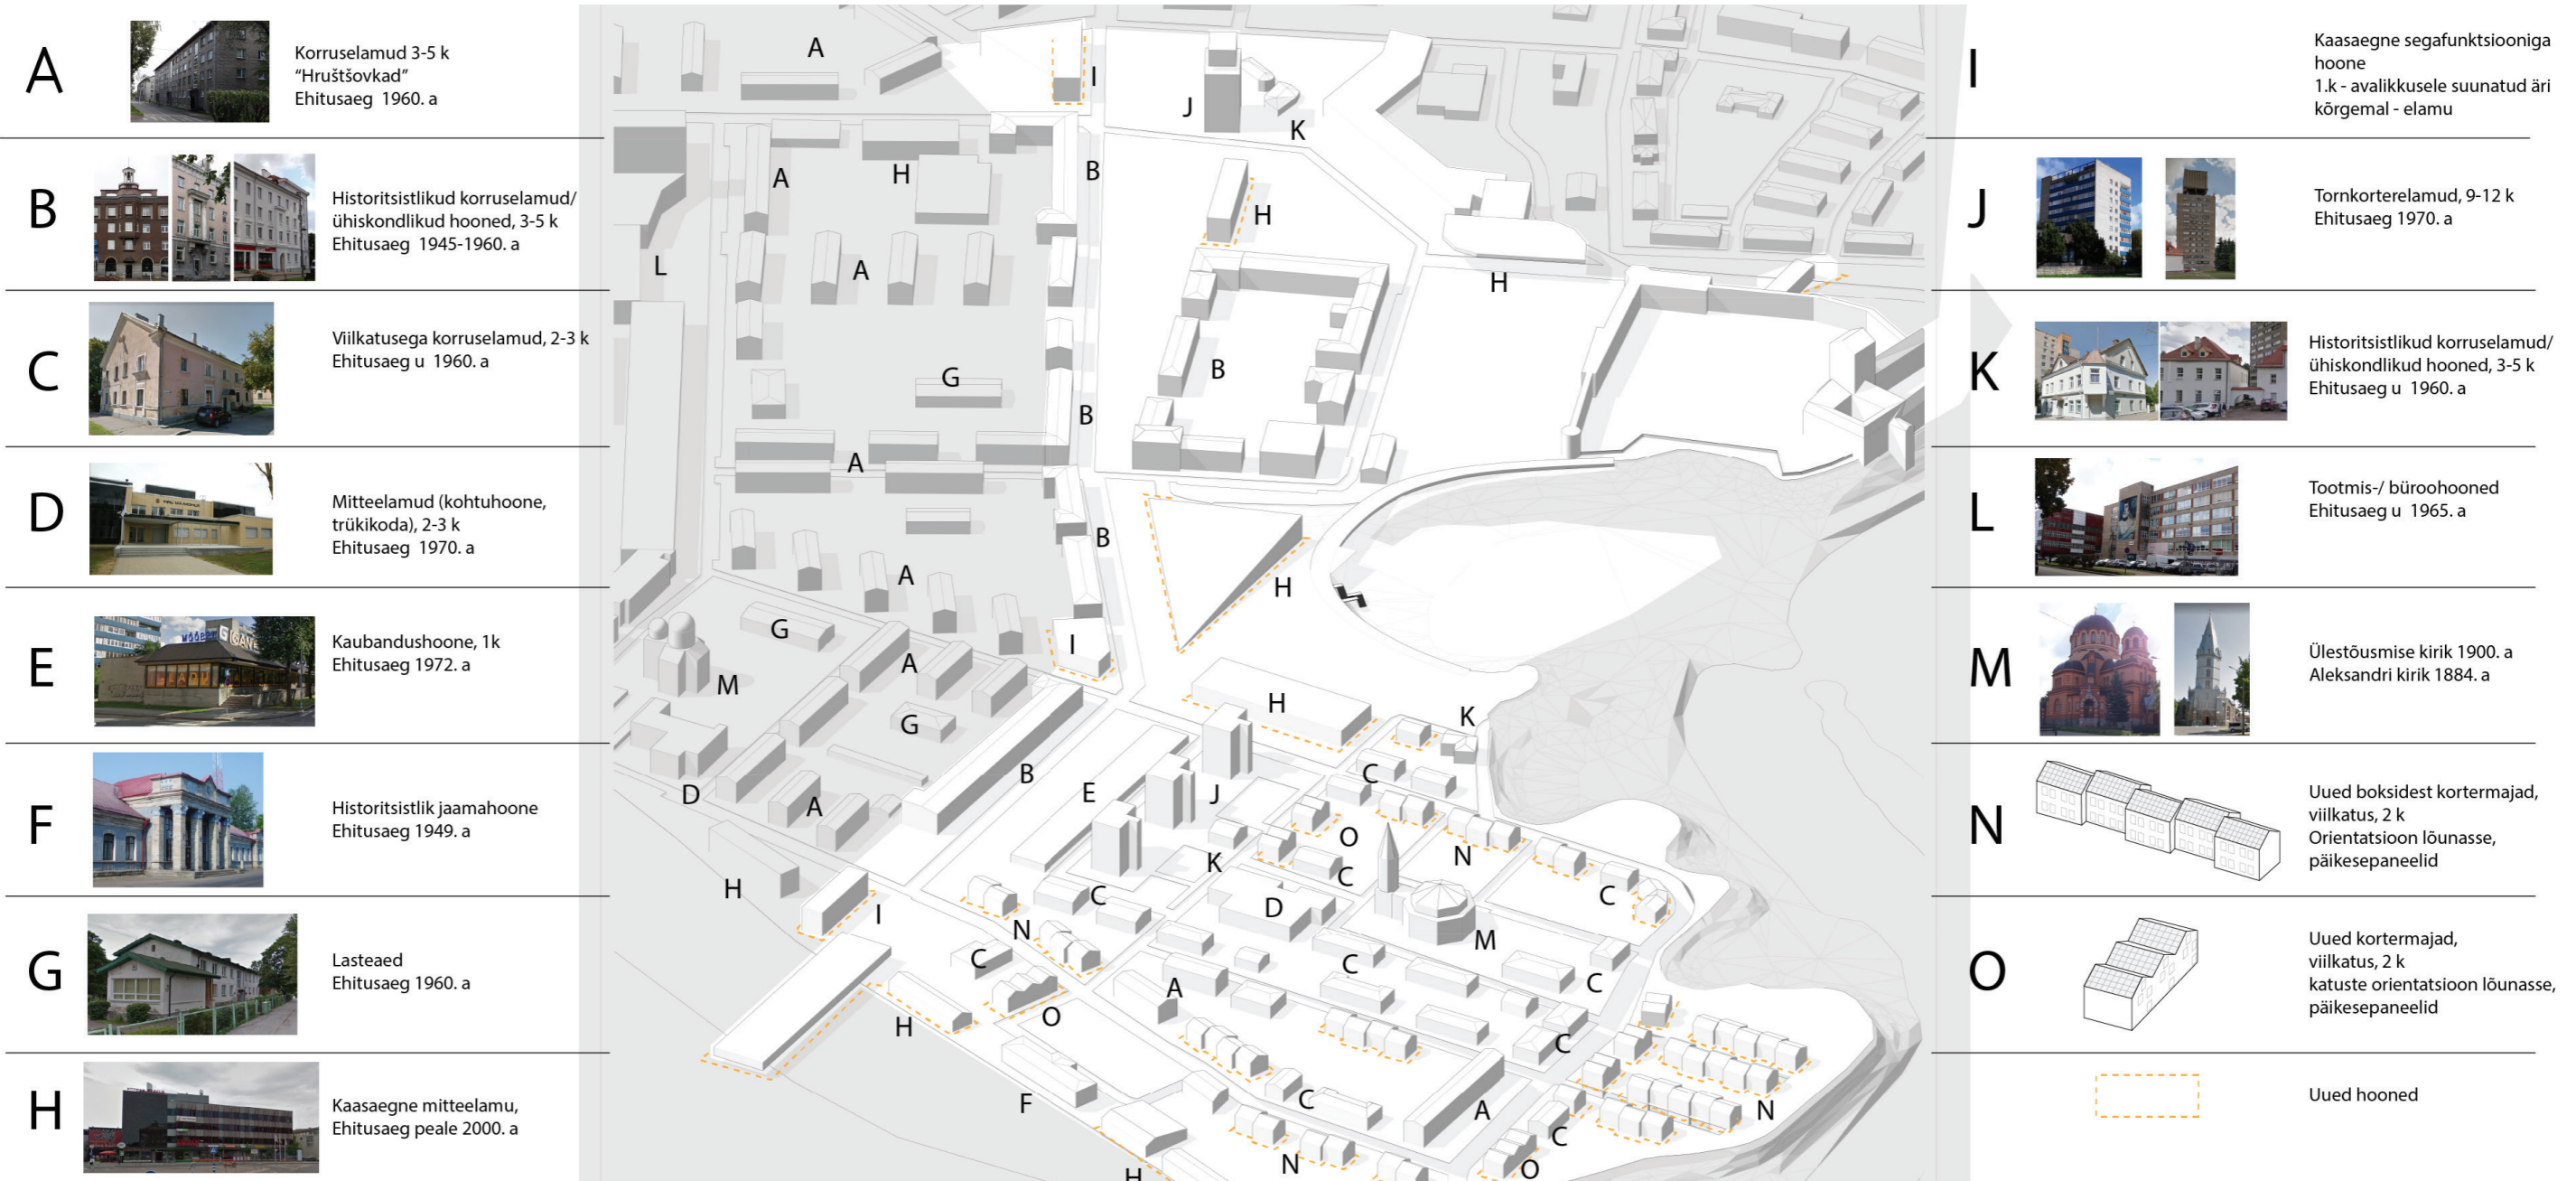 A
Korruselamud 3-5 k
“Hruštšovkad”
Ehitusaeg 1960. a
B
Historitsistlikud korruselamud/
ühiskondlikud hooned, 3-5 k
Ehitusaeg 1945-1960. a
C
Viilkatusega korruselamud, 2-3 k
Ehitusaeg u 1960. a
D
Mitteelamud (kohtuhoone,
trükikoda), 2-3 k
Ehitusaeg 1970. a
E
Kaubandushoone, 1k
Ehitusaeg 1972. a
F
Historitsistlik jaamahoone
Ehitusaeg 1949. a
G
Lasteaed
Ehitusaeg 1960. a
H
Kaasaegne mitteelamu,
Ehitusaeg peale 2000. a
A
I
J
K
A
H
B
H
L
A
H
G
B
B
A
B
A
H
G
I
A
M
H
K
G
B
C
D
A
E
J
O
N
K
C
H
C
D
C
I
N
M
C
C
C
A
H
O
C
F
C
A
N
C
N
O
H
I
Kaasaegne segafunktsiooniga
hoone
1.k - avalikkusele suunatud äri
kõrgemal - elamu
J
Tornkorterelamud, 9-12 k
Ehitusaeg 1970. a
K
Historitsistlikud korruselamud/
ühiskondlikud hooned, 3-5 k
Ehitusaeg u 1960. a
L
Tootmis-/ büroohooned
Ehitusaeg u 1965. a
M
Ülestõusmise kirik 1900. a
Aleksandri kirik 1884. a
N
Uued boksidest kortermajad,
viilkatus, 2 k
Orientatsioon lõunasse,
päikesepaneelid
O
Uued kortermajad,
viilkatus, 2 k
katuste orientatsioon lõunasse,
päikesepaneelid
Uued hooned